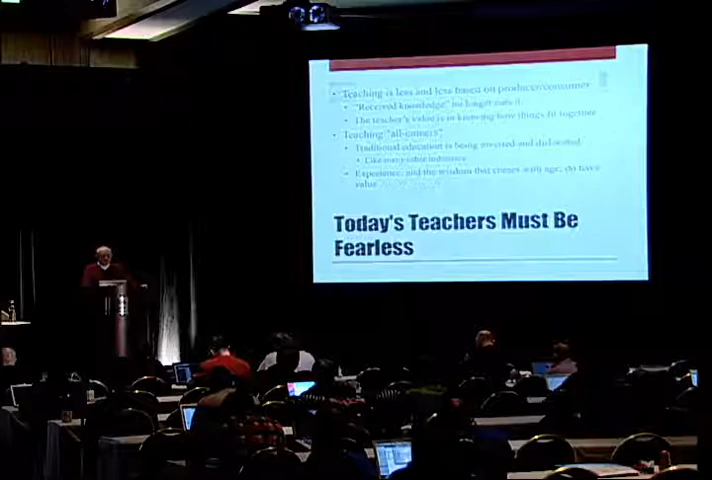 • Teaching is less and less based on producer/consumer
• "Received knowledge" no longer cuts it
• The teacher's value is in knowing how things fit together
• Teaching "all-comers"
• Traditional education is being inverted and dislocated
• Like many other industries
• Experience, and the wisdom that comes with age, do have
value
Today's Teachers Must Be
Fearless